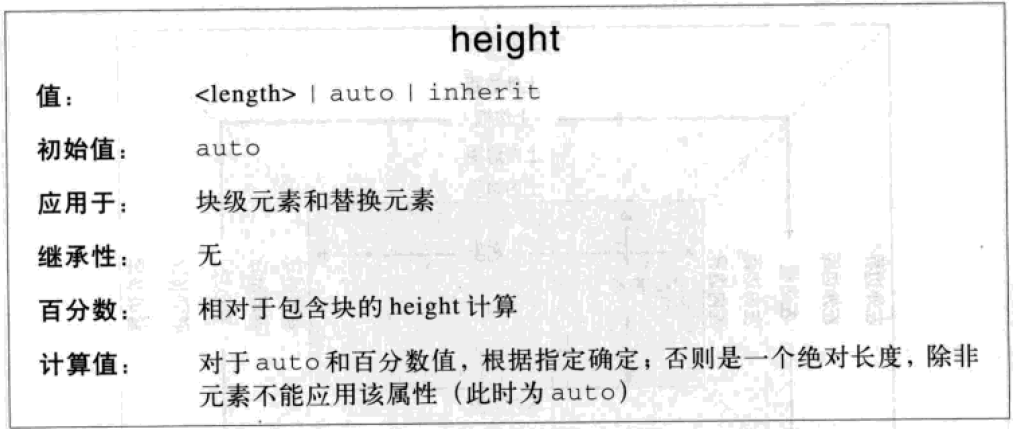 height
值： <length> | auto | inherit
初始值： auto
应用于： 块级元素和替换元素
继承性： 无
百分数： 相对于包含块的 height 计算
计算值： 对于 auto 和百分数值，根据指定确定；否则是一个绝对长度，除非
元素不能应用该属性（此时为 auto）